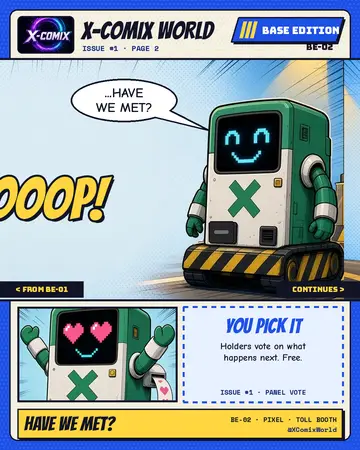 X-COMIX
X-COMIX WORLD
ISSUE #1 · PAGE 2
BASE EDITION
BE-02
...HAVE
WE MET?
OOOP!
< FROM BE-01
CONTINUES >
YOU PICK IT
Holders vote on what
happens next. Free.
ISSUE #1 · PANEL VOTE
HAVE WE MET?
BE-02 · PIXEL · TOLL BOOTH
@XComixWorld